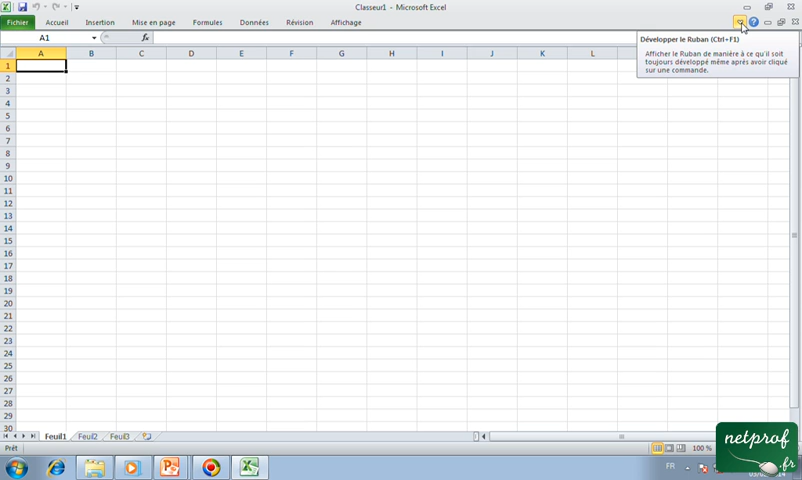 Classeur1 - Microsoft Excel
Fichier Accueil Insertion Mise en page Formules Données Révision Affichage
A1 fx
Développer le Ruban (Ctrl+F1)
Afficher le Ruban de manière à ce qu'il soit
toujours développé même après avoir cliqué
sur une commande.
A B C D E F G H I J K L
1
2
3
4
5
6
7
8
9
10
11
12
13
14
15
16
17
18
19
20
21
22
23
24
25
26
27
28
29
30
Feuil1 Feuil2 Feuil3
Prêt 100 %
FR
netprof
.fr